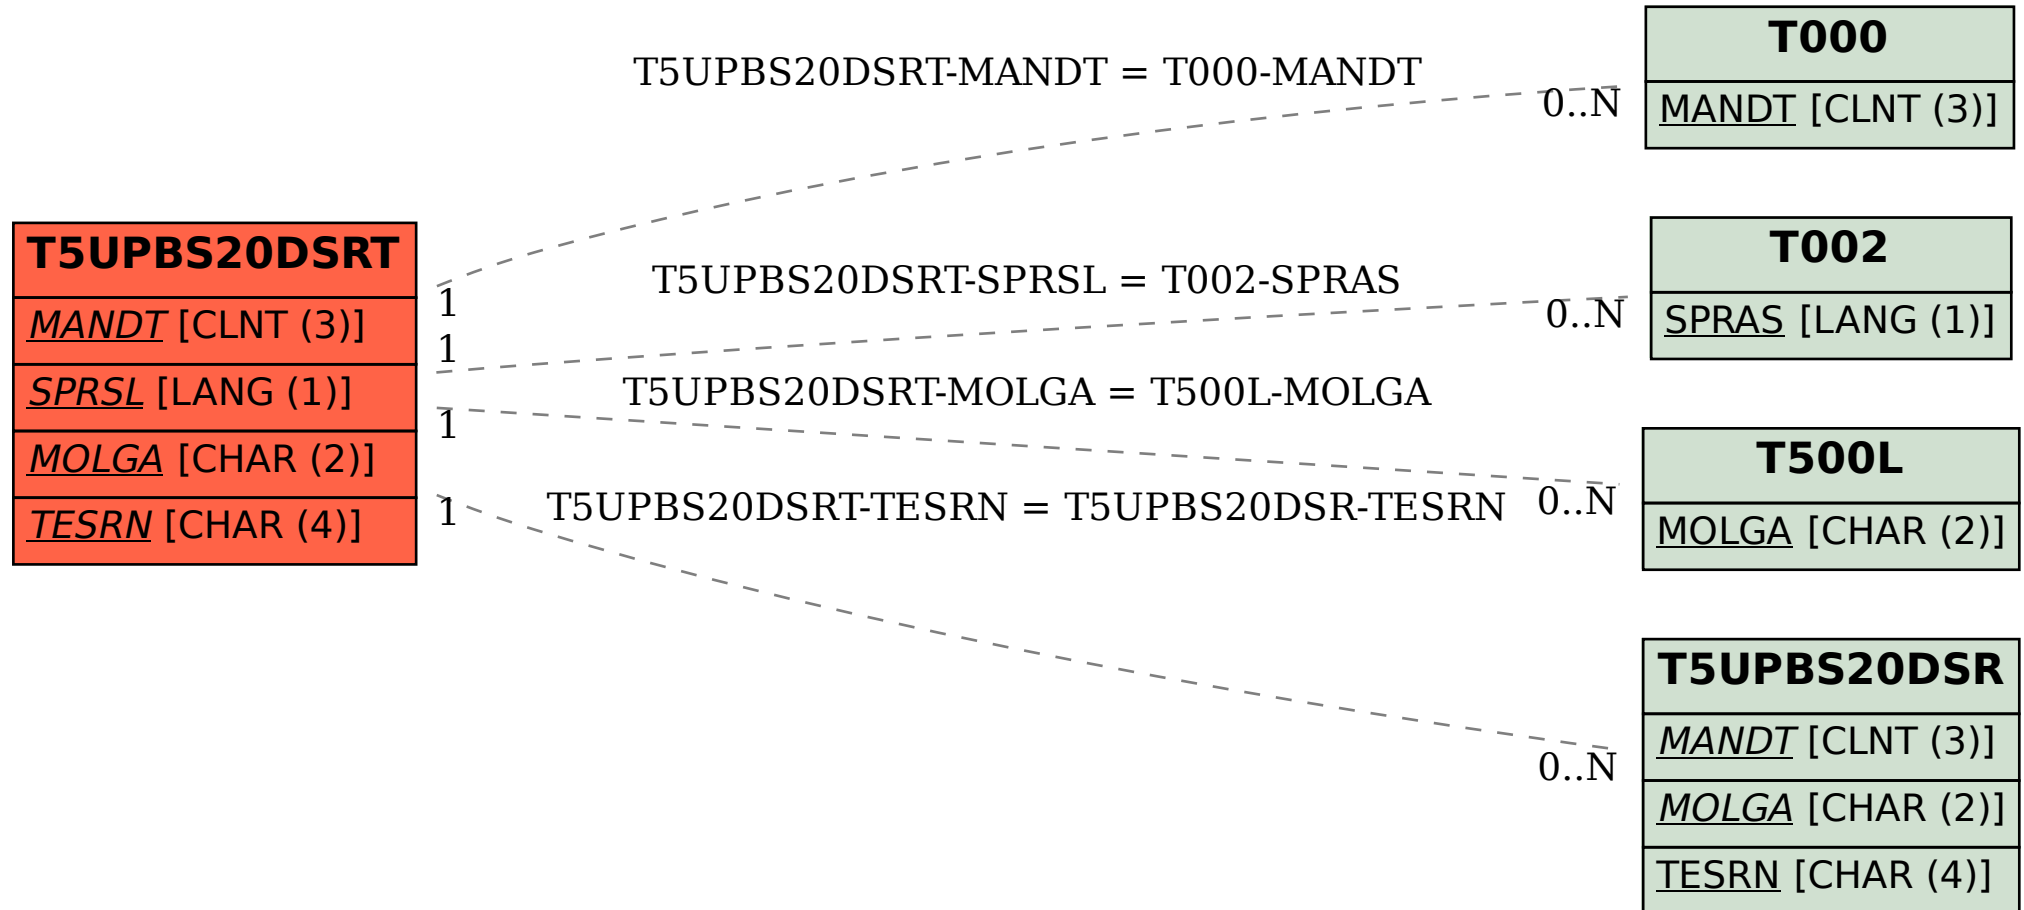 T5UPBS20DSRT
MANDT [CLNT (3)]
SPRSL [LANG (1)]
MOLGA [CHAR (2)]
TESRN [CHAR (4)]
T5UPBS20DSRT-MANDT = T000-MANDT
1
0..N
T5UPBS20DSRT-SPRSL = T002-SPRAS
1
0..N
T5UPBS20DSRT-MOLGA = T500L-MOLGA
1
0..N
T5UPBS20DSRT-TESRN = T5UPBS20DSR-TESRN
1
0..N
T000
MANDT [CLNT (3)]
T002
SPRAS [LANG (1)]
T500L
MOLGA [CHAR (2)]
T5UPBS20DSR
MANDT [CLNT (3)]
MOLGA [CHAR (2)]
TESRN [CHAR (4)]